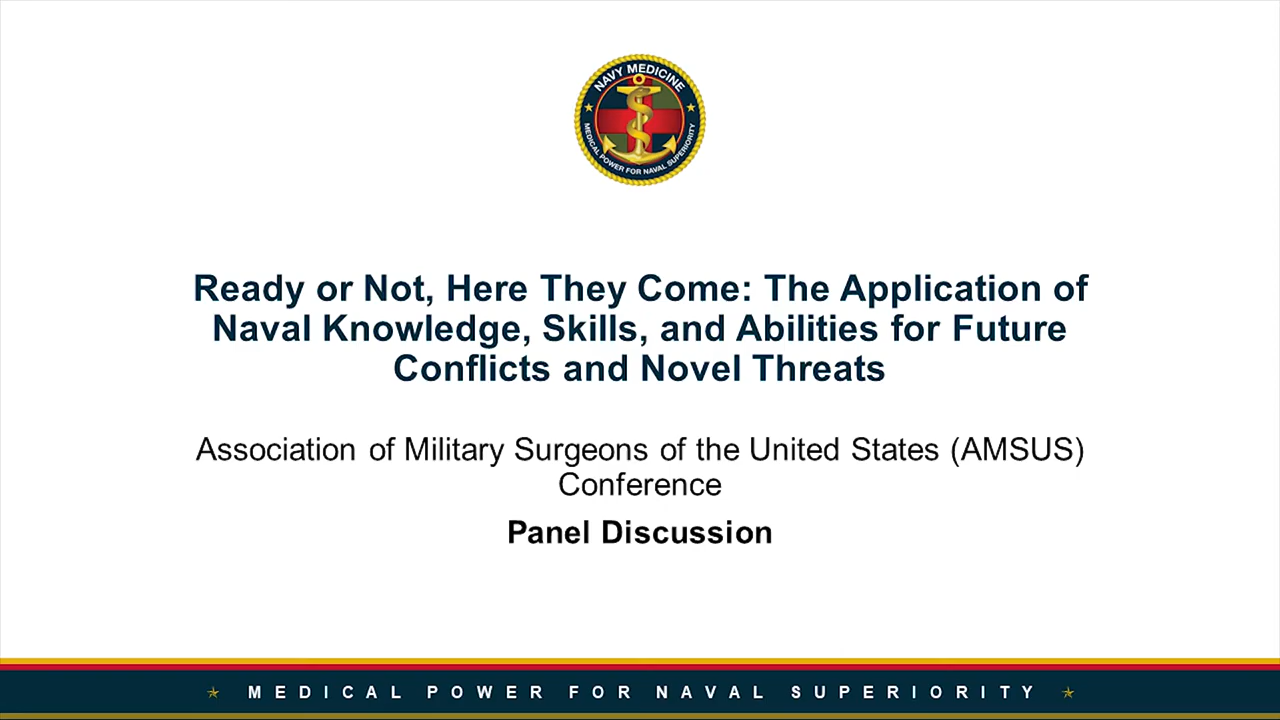 NAVY MEDICINE
MEDICAL POWER FOR NAVAL SUPERIORITY
Ready or Not, Here They Come: The Application of
Naval Knowledge, Skills, and Abilities for Future
Conflicts and Novel Threats
Association of Military Surgeons of the United States (AMSUS)
Conference
Panel Discussion
MEDICAL POWER FOR NAVAL SUPERIORITY